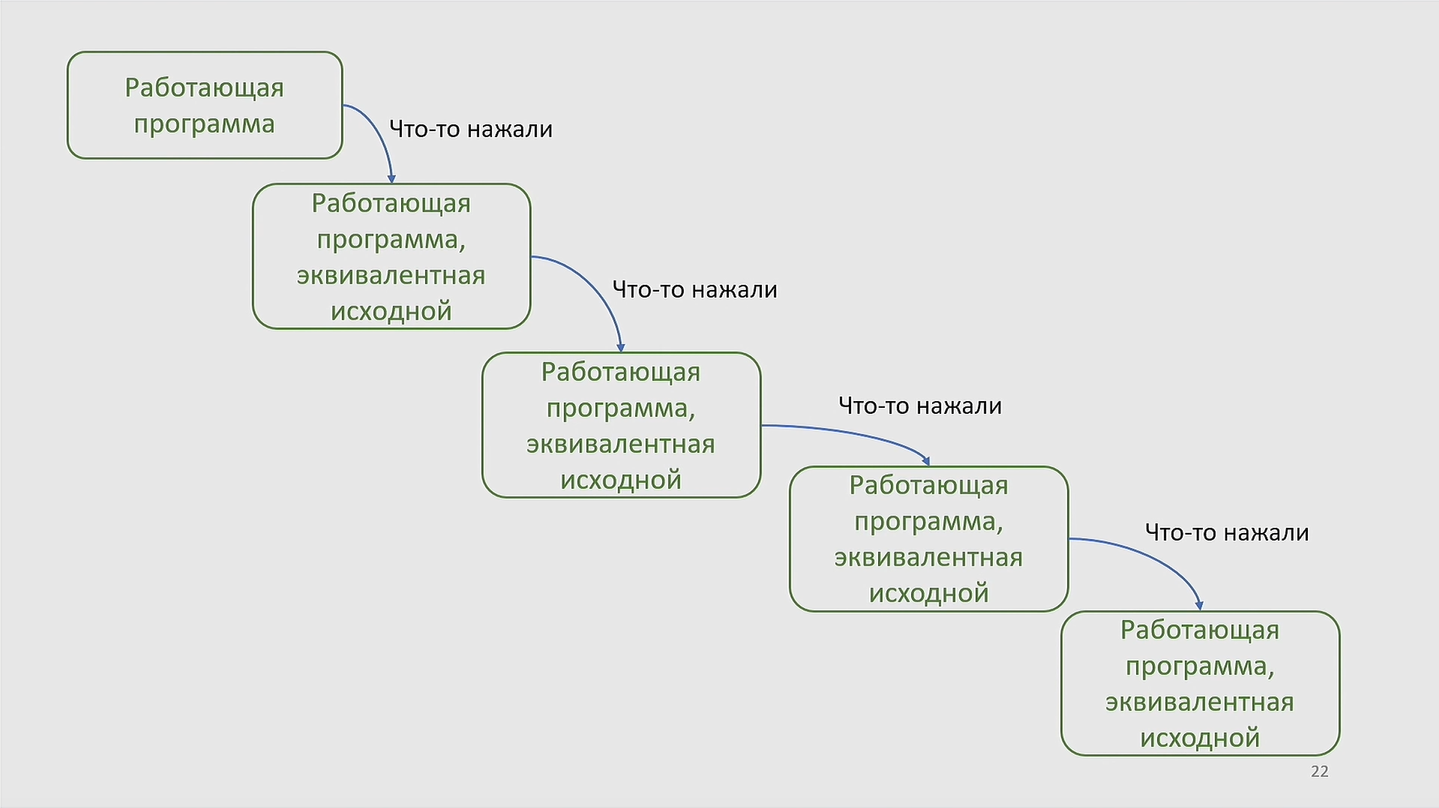 Работающая
программа
Что-то нажали
Работающая
программа,
эквивалентная
исходной
Что-то нажали
Работающая
программа,
эквивалентная
исходной
Что-то нажали
Работающая
программа,
эквивалентная
исходной
Что-то нажали
Работающая
программа,
эквивалентная
исходной
22